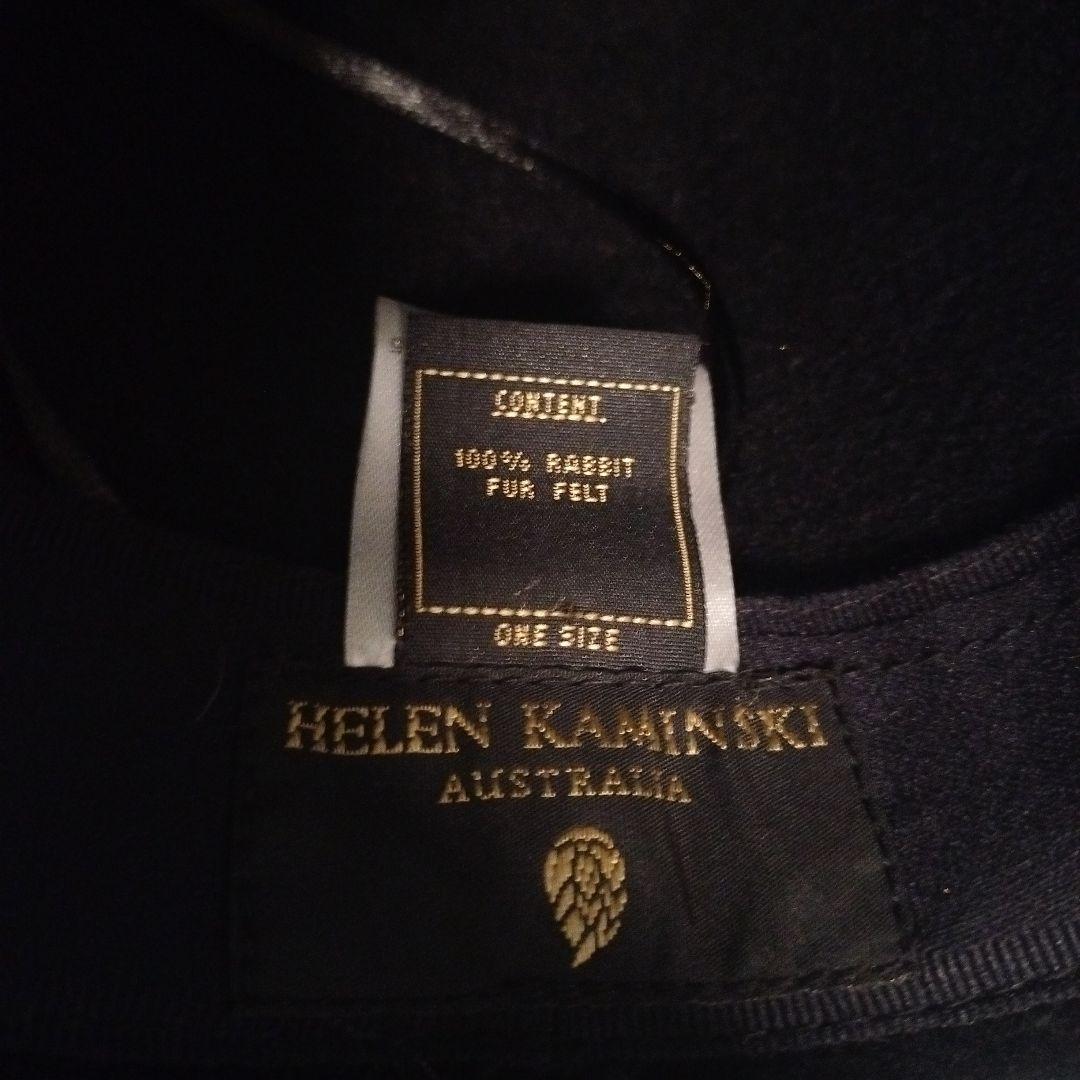 CONTENT
100% RABBIT
FUR FELT
ONE SIZE
HELEN KAMINSKI
AUSTRALIA